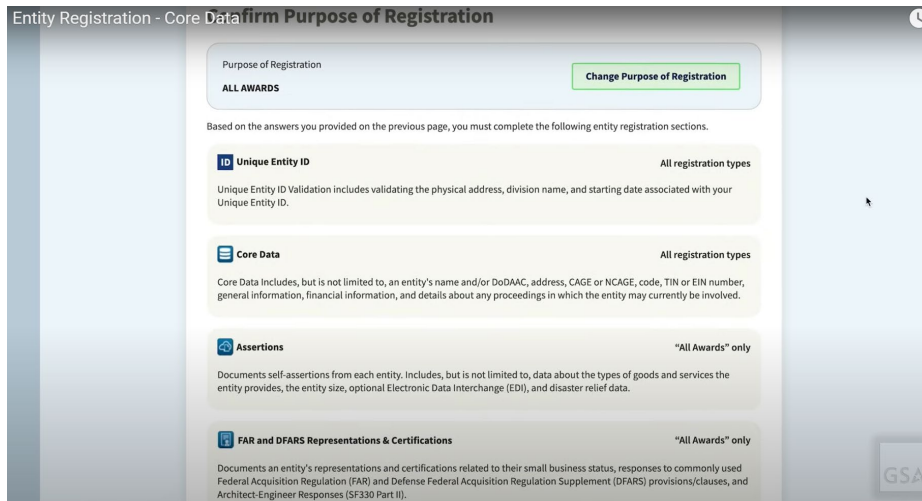 Entity Registration - Core Data
Confirm Purpose of Registration
Purpose of Registration
ALL AWARDS
Change Purpose of Registration
Based on the answers you provided on the previous page, you must complete the following entity registration sections.
ID Unique Entity ID
All registration types
Unique Entity ID Validation includes validating the physical address, division name, and starting date associated with your
Unique Entity ID.
Core Data
All registration types
Core Data Includes, but is not limited to, an entity's name and/or DoDAAC, address, CAGE or NCAGE, code, TIN or EIN number,
general information, financial information, and details about any proceedings in which the entity may currently be involved.
Assertions
“All Awards” only
Documents self-assertions from each entity. Includes, but is not limited to, data about the types of goods and services the
entity provides, the entity size, optional Electronic Data Interchange (EDI), and disaster relief data.
FAR and DFARS Representations & Certifications
“All Awards” only
Documents an entity's representations and certifications related to their small business status, responses to commonly used
Federal Acquisition Regulation (FAR) and Defense Federal Acquisition Regulation Supplement (DFARS) provisions/clauses, and
Architect-Engineer Responses (SF330 Part II).
GSA